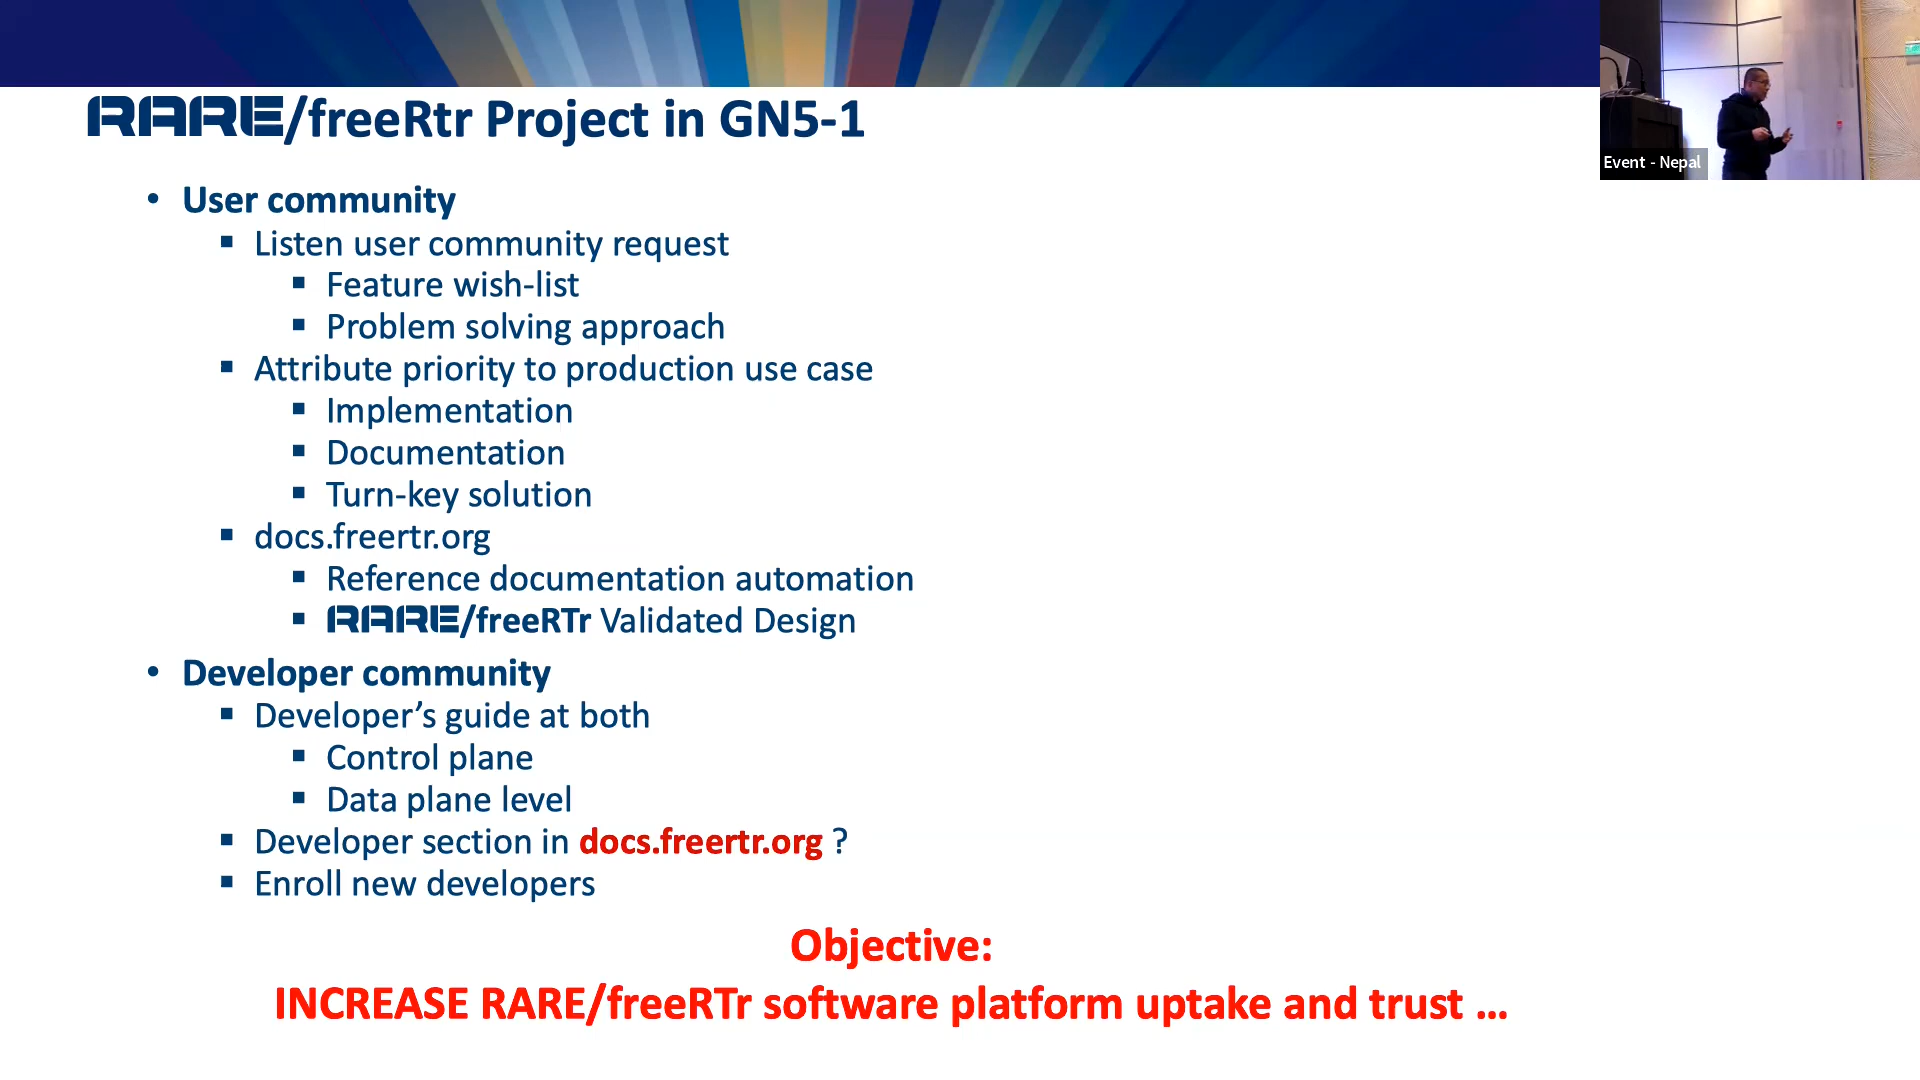 RARE/freeRtr Project in GN5-1
Event - Nepal
• User community
▪ Listen user community request
▪ Feature wish-list
▪ Problem solving approach
▪ Attribute priority to production use case
▪ Implementation
▪ Documentation
▪ Turn-key solution
▪ docs.freertr.org
▪ Reference documentation automation
▪ RARE/freeRTr Validated Design
• Developer community
▪ Developer’s guide at both
▪ Control plane
▪ Data plane level
▪ Developer section in docs.freertr.org ?
▪ Enroll new developers
Objective:
INCREASE RARE/freeRTr software platform uptake and trust ...